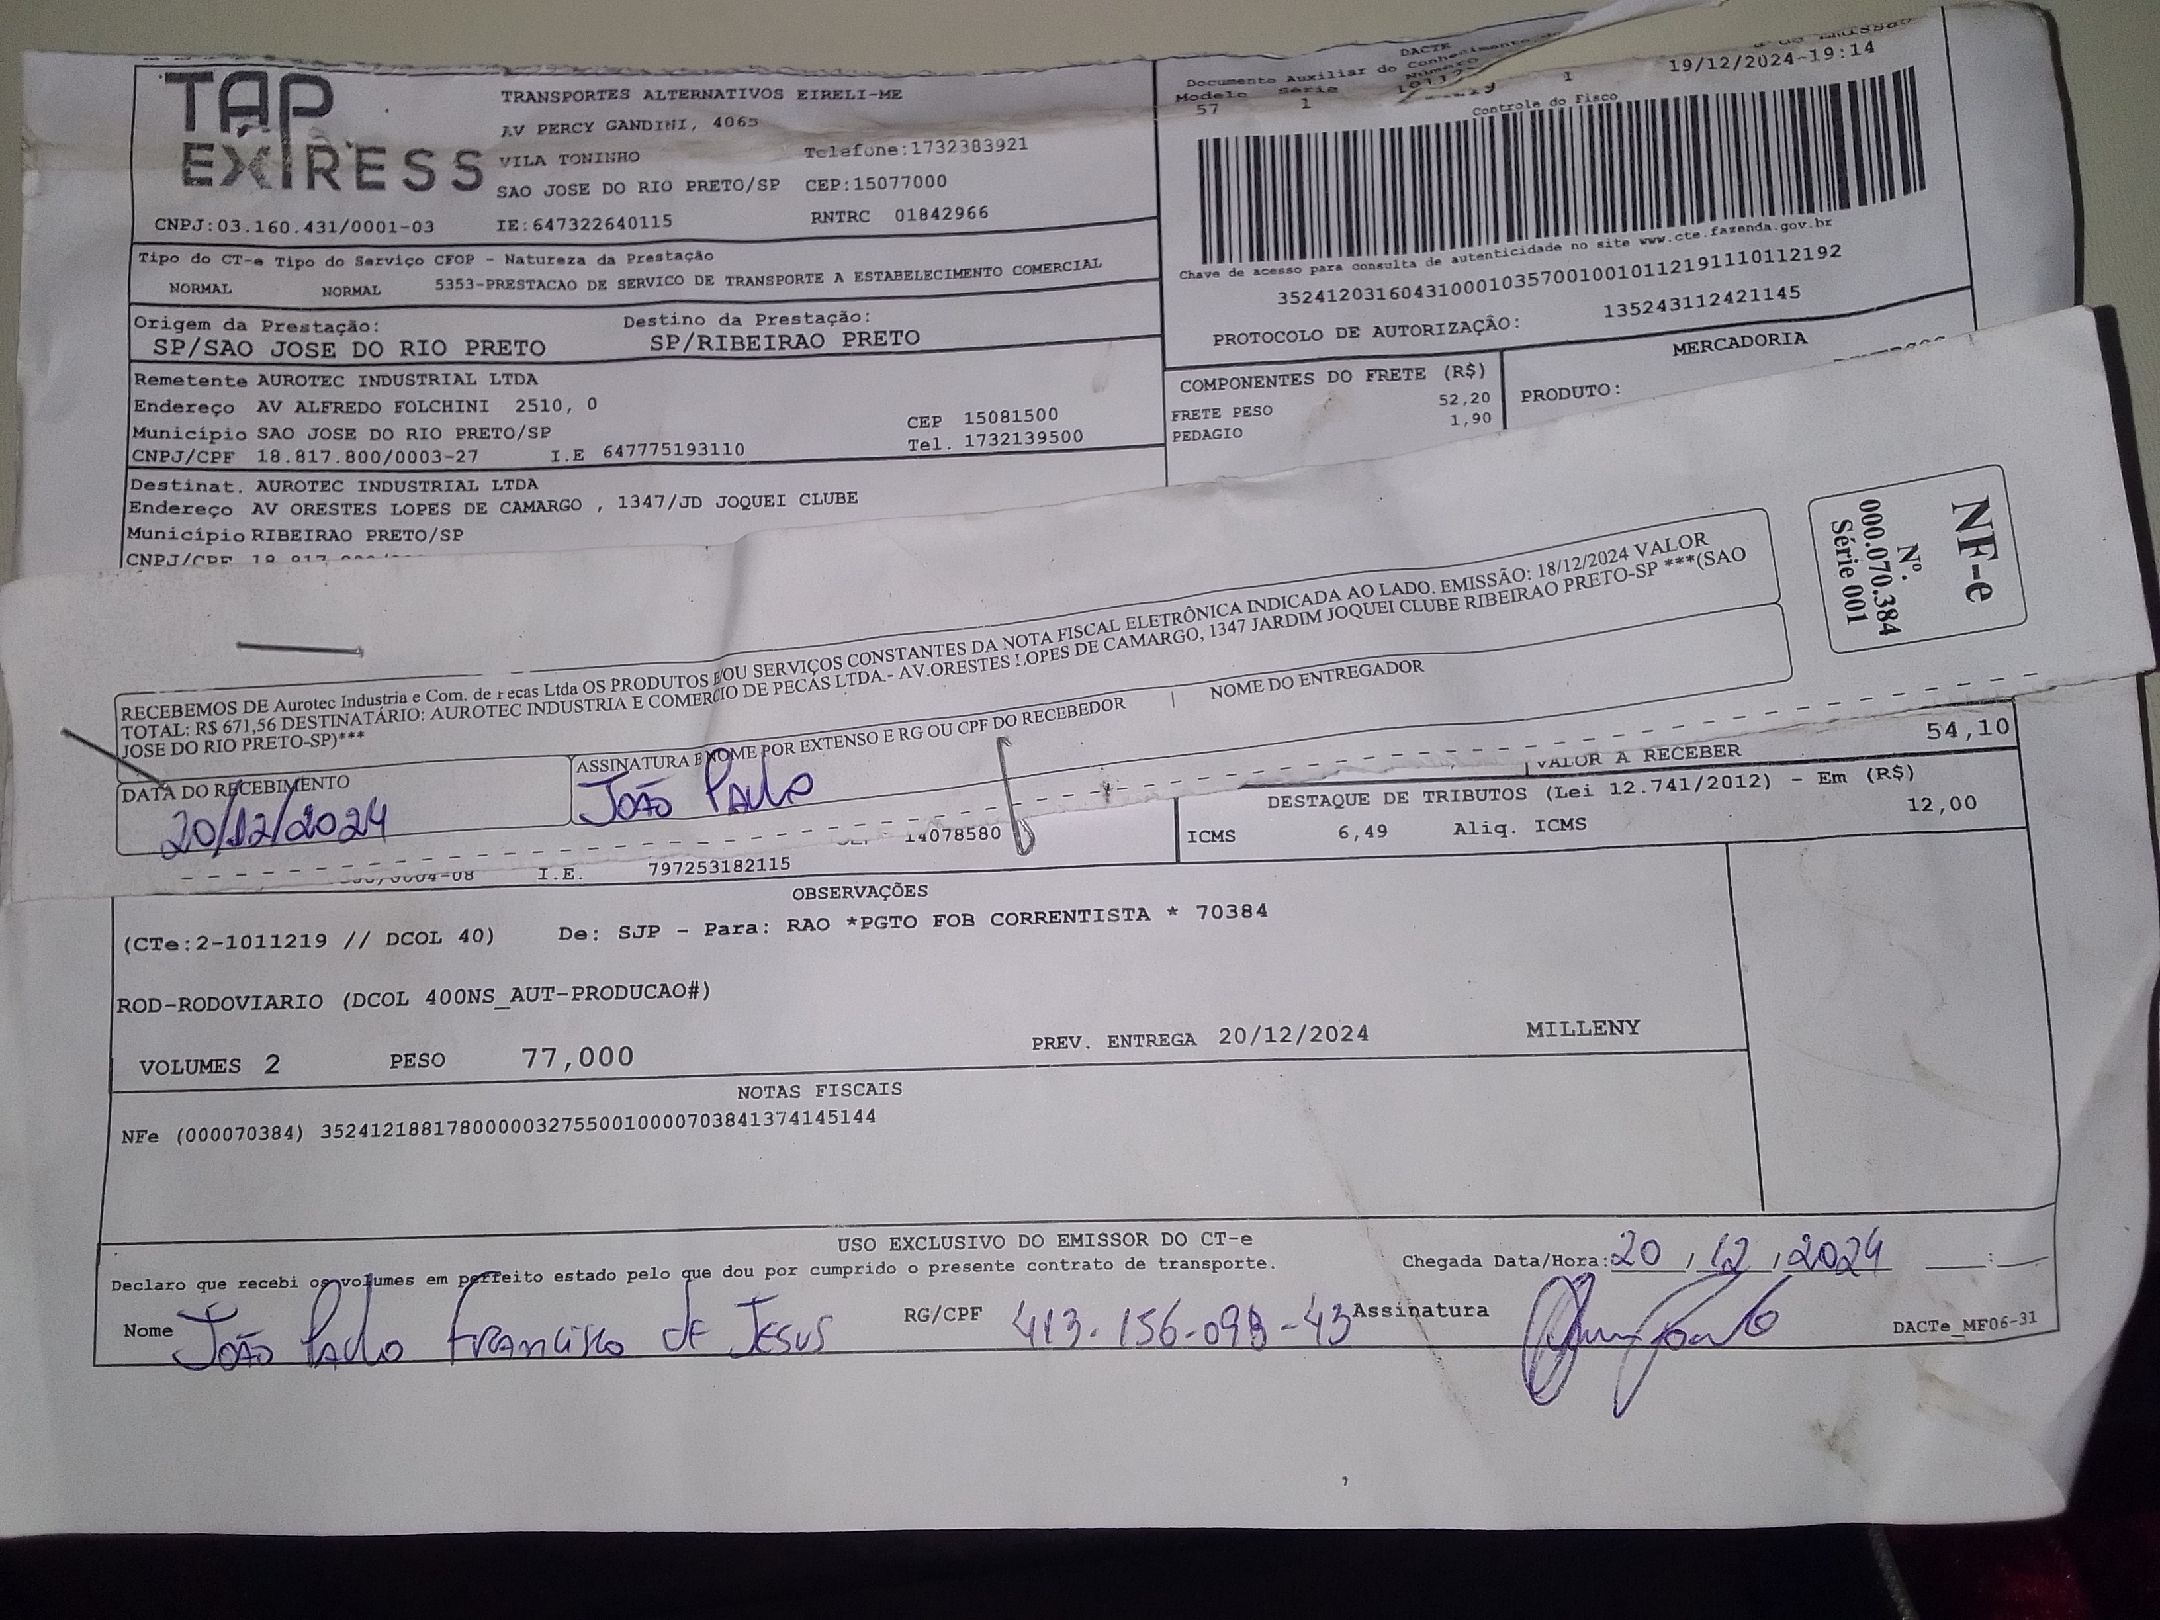 TAP EXPRESS
TRANSPORTES ALTERNATIVOS EIRELI-ME
AV PERCY GANDINI, 4065
VILA TONINHO Telefone:1732383921
SAO JOSE DO RIO PRETO/SP CEP:15077000
CNPJ:03.160.431/0001-03 IE:647322640115 RNTRC 01842966
DACTE
Documento Auxiliar do
Modelo Série Número
57 1 1 19/12/2024-19:14
Controle do Fisco
Chave de acesso para consulta de autenticidade no site www.cte.fazenda.gov.br
35241203160431000103570010010112191110112192
PROTOCOLO DE AUTORIZAÇÃO: 135243112421145
Tipo do CT-e Tipo do Serviço CFOP - Natureza da Prestação
NORMAL NORMAL 5353-PRESTACAO DE SERVICO DE TRANSPORTE A ESTABELECIMENTO COMERCIAL
Origem da Prestação: Destino da Prestação:
SP/SAO JOSE DO RIO PRETO SP/RIBEIRAO PRETO
Remetente AUROTEC INDUSTRIAL LTDA
Endereço AV ALFREDO FOLCHINI 2510, 0
Município SAO JOSE DO RIO PRETO/SP CEP 15081500
CNPJ/CPF 18.817.800/0003-27 I.E 647775193110 Tel. 1732139500
COMPONENTES DO FRETE (R$)
FRETE PESO 52,20
PEDAGIO 1,90
MERCADORIA
PRODUTO:
Destinat. AUROTEC INDUSTRIAL LTDA
Endereço AV ORESTES LOPES DE CAMARGO , 1347/JD JOQUEI CLUBE
Município RIBEIRAO PRETO/SP
CNPJ/CPF
RECEBEMOS DE Aurotec Industria e Com. de Pecas Ltda OS PRODUTOS E/OU SERVIÇOS CONSTANTES DA NOTA FISCAL ELETRÔNICA INDICADA AO LADO. EMISSÃO: 18/12/2024 VALOR
TOTAL: R$ 671,56 DESTINATÁRIO: AUROTEC INDUSTRIA E COMERCIO DE PECAS LTDA - AV.ORESTES LOPES DE CAMARGO, 1347 JARDIM JOQUEI CLUBE RIBEIRAO PRETO-SP ***(SAO
JOSE DO RIO PRETO-SP)***
DATA DO RECEBIMENTO
20/12/2024
ASSINATURA E NOME POR EXTENSO E RG OU CPF DO RECEBEDOR
João Paulo
NOME DO ENTREGADOR
NF-e
Nº.
000.070.384
Série 001
VALOR A RECEBER 54,10
DESTAQUE DE TRIBUTOS (Lei 12.741/2012) - Em (R$)
ICMS 6,49 Aliq. ICMS 12,00
14078580
I.E. 797253182115
OBSERVAÇÕES
(CTe:2-1011219 // DCOL 40) De: SJP - Para: RAO *PGTO FOB CORRENTISTA * 70384
ROD-RODOVIARIO (DCOL 400NS_AUT-PRODUCAO#)
VOLUMES 2 PESO 77,000 PREV. ENTREGA 20/12/2024 MILLENY
NOTAS FISCAIS
NFe (000070384) 35241218817800000327550010000703841374145144
USO EXCLUSIVO DO EMISSOR DO CT-e
Declaro que recebi os volumes em perfeito estado pelo que dou por cumprido o presente contrato de transporte.
Chegada Data/Hora: 20/12/2024
Nome João Paulo Francisco de Jesus RG/CPF 413.156.098-43 Assinatura
DACTe_MF06-31